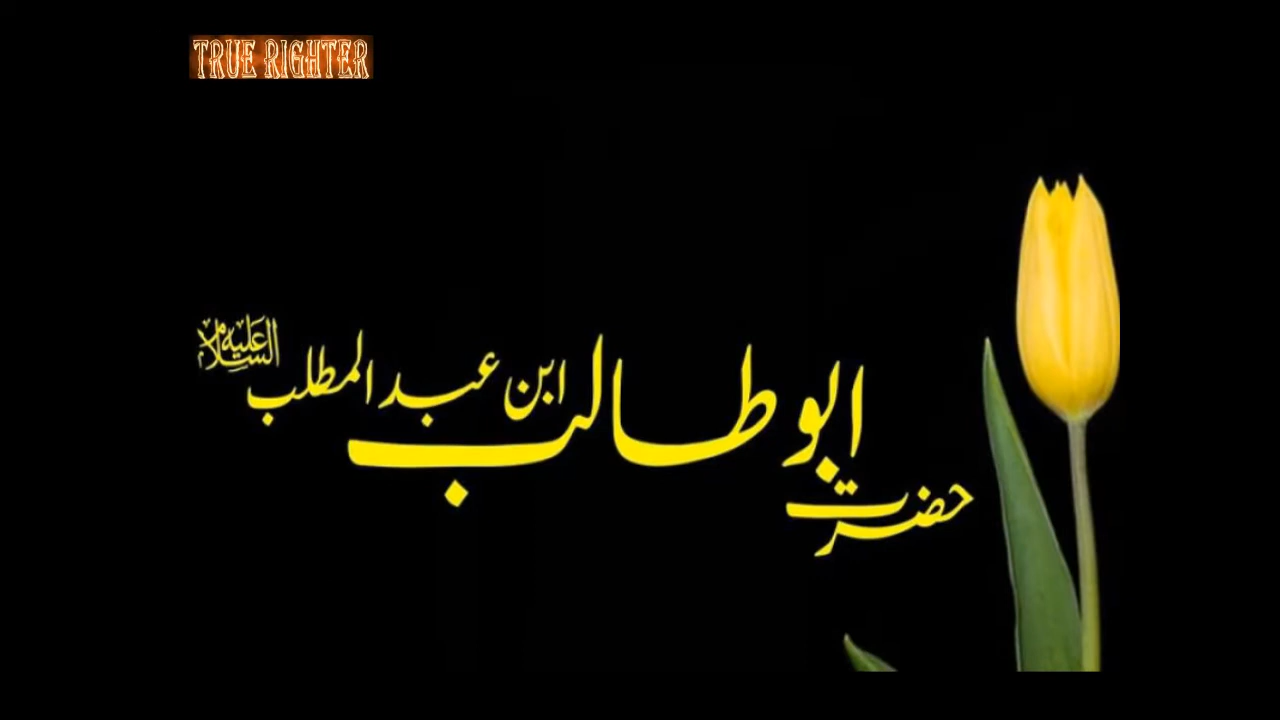 TRUE RIGHTER
حضرت ابو طالب ابن عبد المطلب علیہ السلام